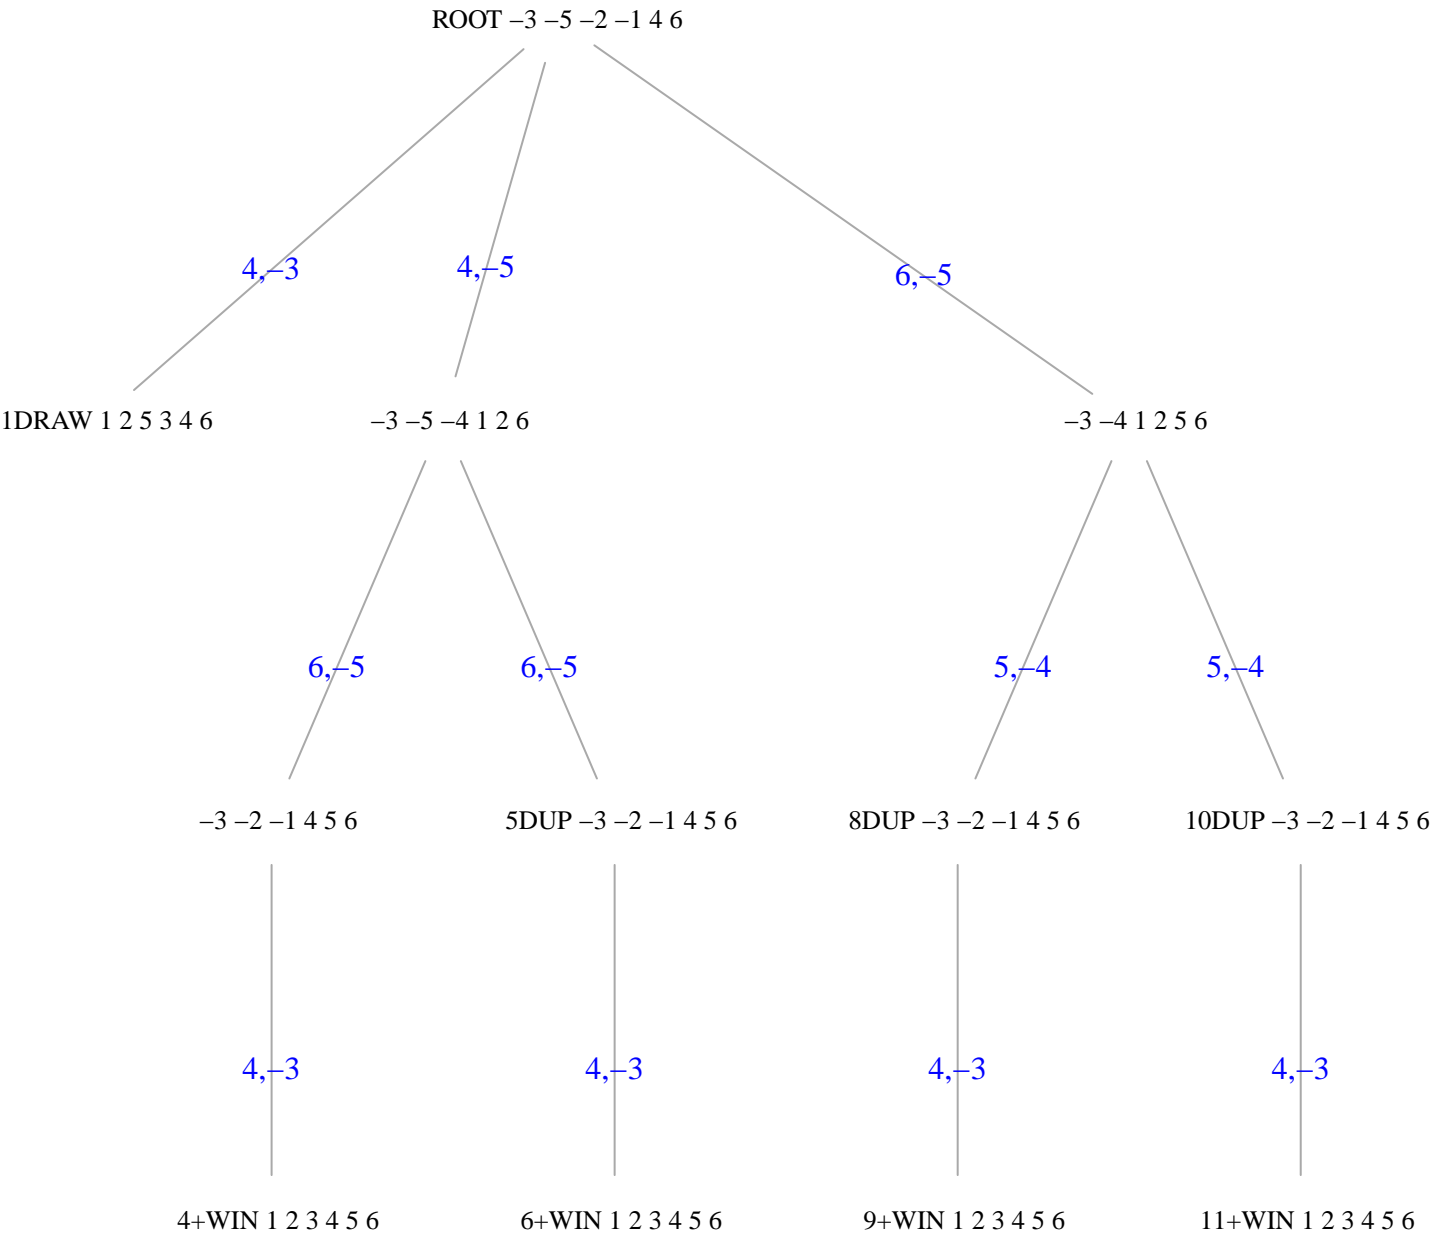 ROOT –3 –5 –2 –1 4 6
4,–3 4,–5 6,–5
1DRAW 1 2 5 3 4 6 –3 –5 –4 1 2 6 –3 –4 1 2 5 6
6,–5 6,–5 5,–4 5,–4
–3 –2 –1 4 5 6 5DUP –3 –2 –1 4 5 6 8DUP –3 –2 –1 4 5 6 10DUP –3 –2 –1 4 5 6
4,–3 4,–3 4,–3 4,–3
4+WIN 1 2 3 4 5 6 6+WIN 1 2 3 4 5 6 9+WIN 1 2 3 4 5 6 11+WIN 1 2 3 4 5 6